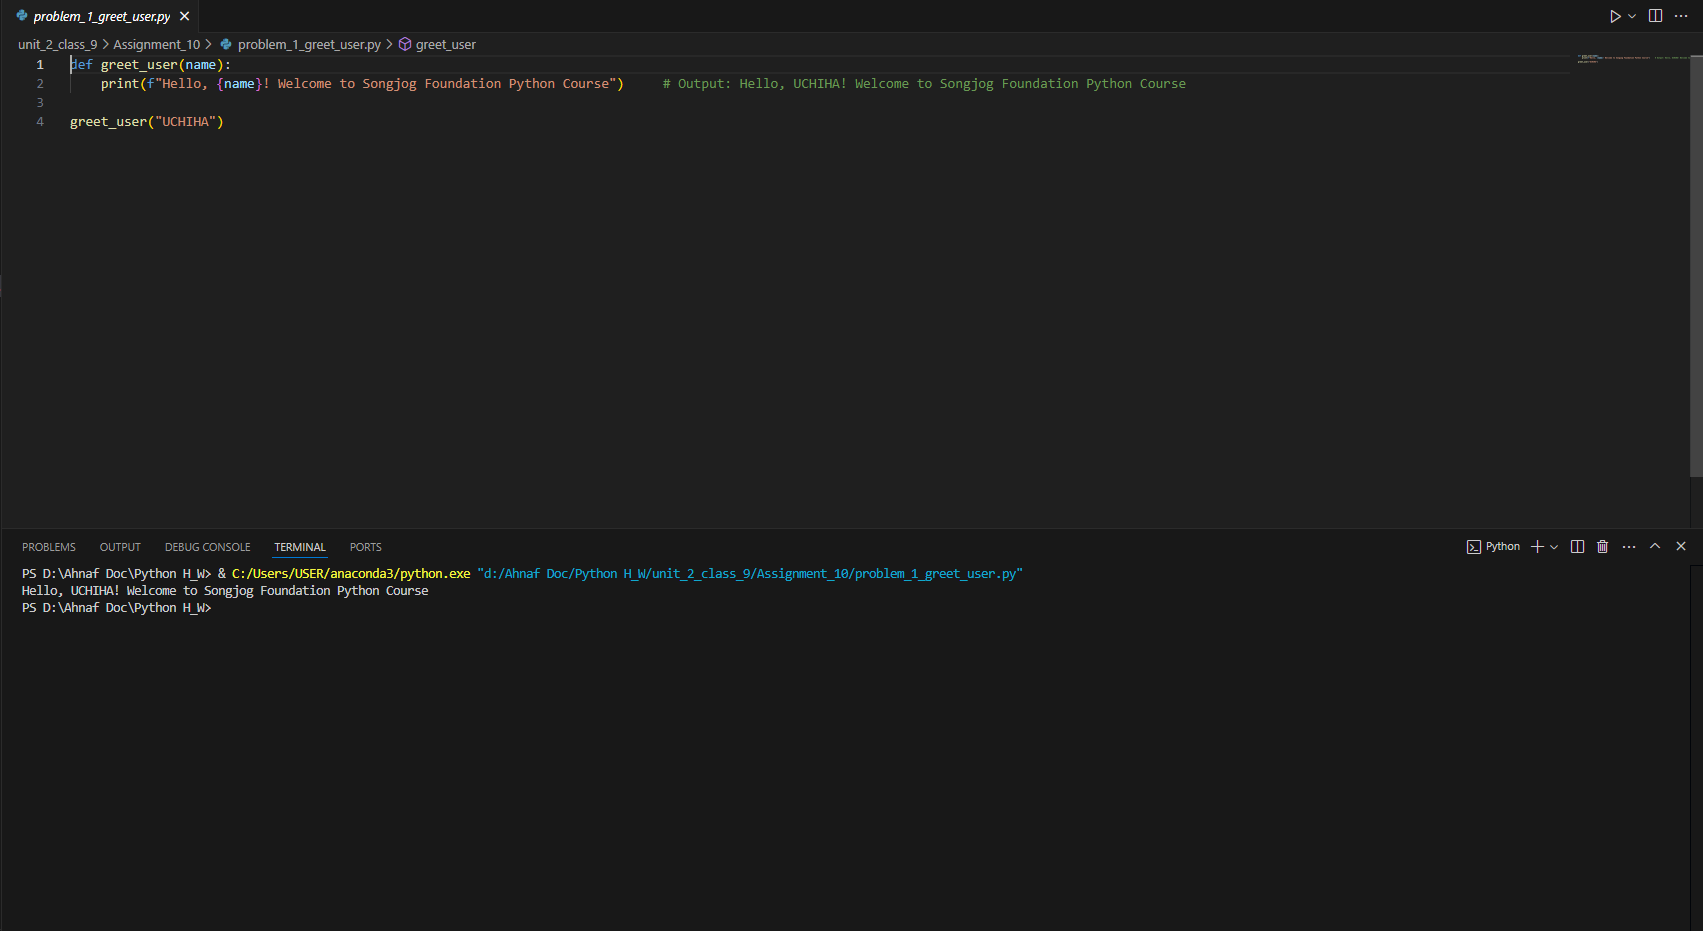 problem_1_greet_user.py
unit_2_class_9 > Assignment_10 > problem_1_greet_user.py > greet_user
1 def greet_user(name):
2     print(f"Hello, {name}! Welcome to Songjog Foundation Python Course")     # Output: Hello, UCHIHA! Welcome to Songjog Foundation Python Course
3
4 greet_user("UCHIHA")
PROBLEMS OUTPUT DEBUG CONSOLE TERMINAL PORTS Python
PS D:\Ahnaf Doc\Python H_W> & C:/Users/USER/anaconda3/python.exe "d:/Ahnaf Doc/Python H_W/unit_2_class_9/Assignment_10/problem_1_greet_user.py"
Hello, UCHIHA! Welcome to Songjog Foundation Python Course
PS D:\Ahnaf Doc\Python H_W>